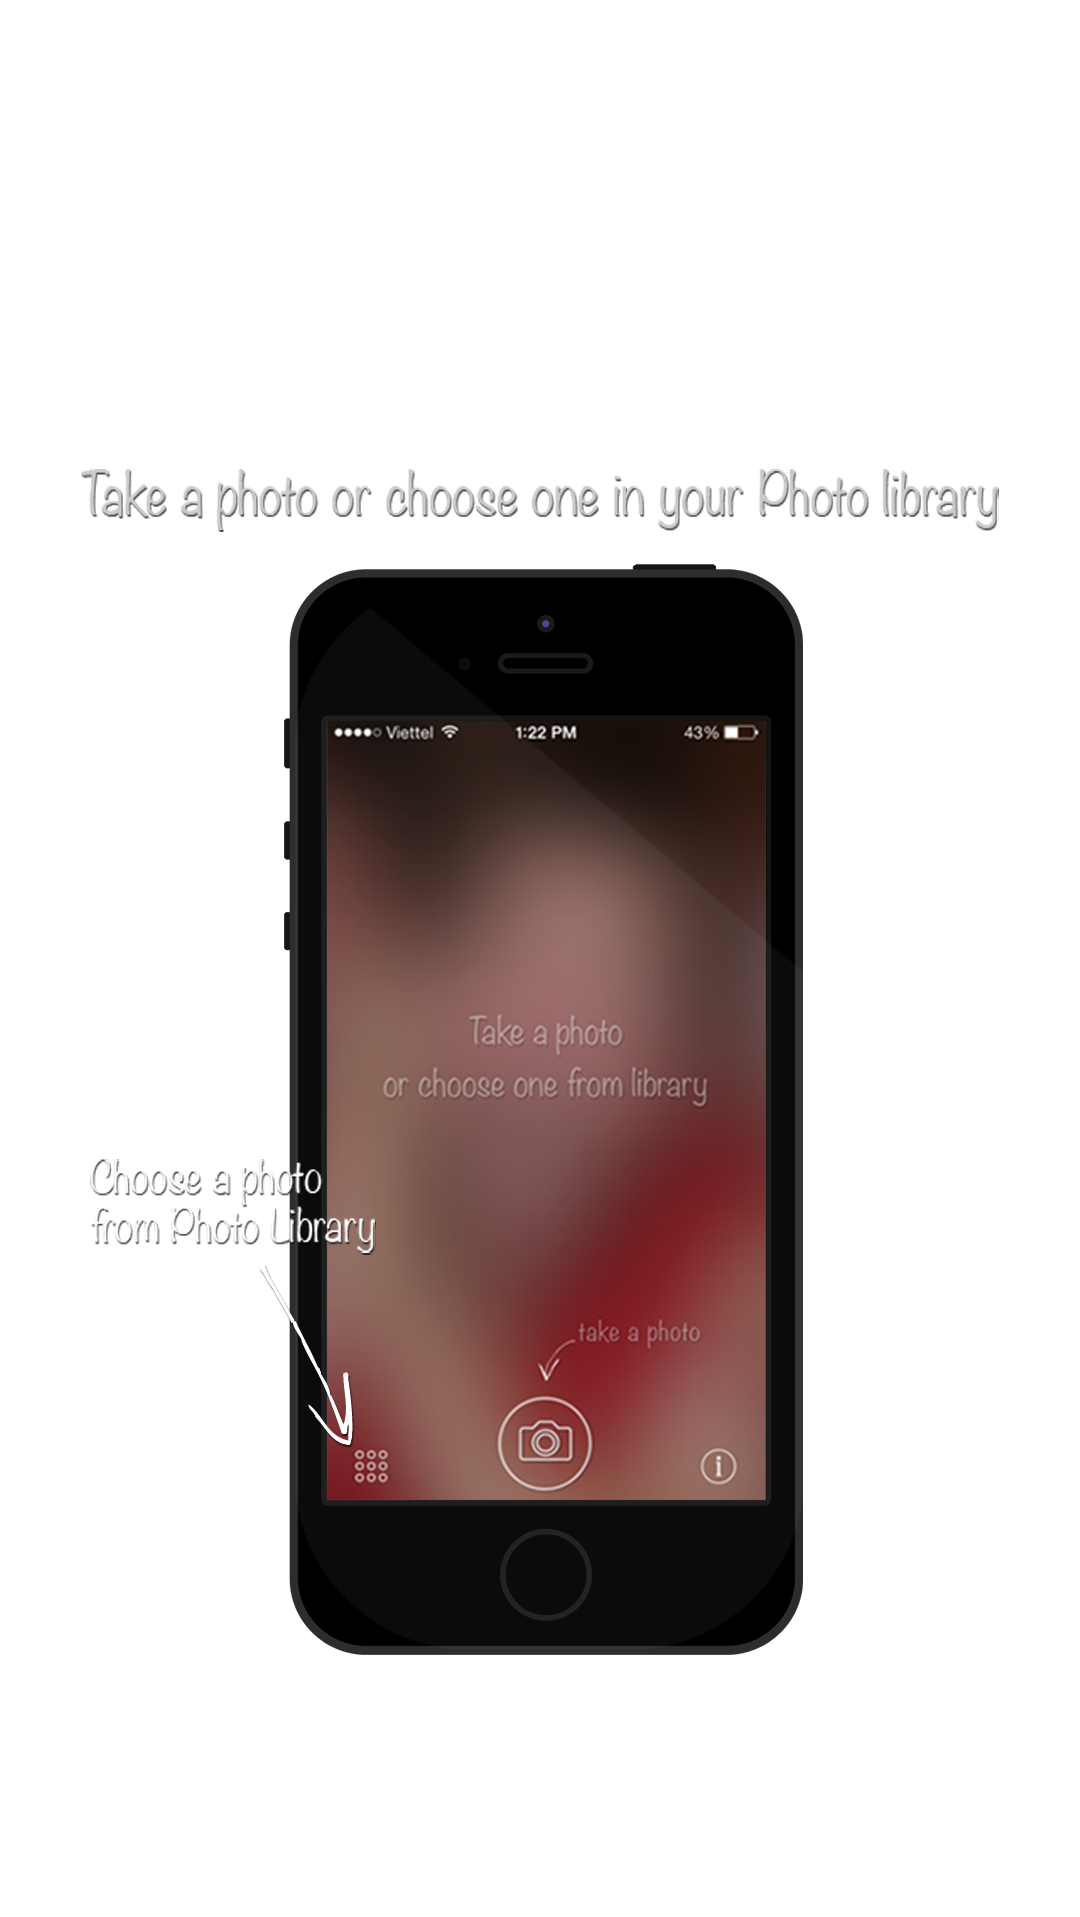 Take a photo or choose one in your Photo library
Viettel 1:22 PM 43%
Take a photo
or choose one from library
Choose a photo
from Photo Library
take a photo
i